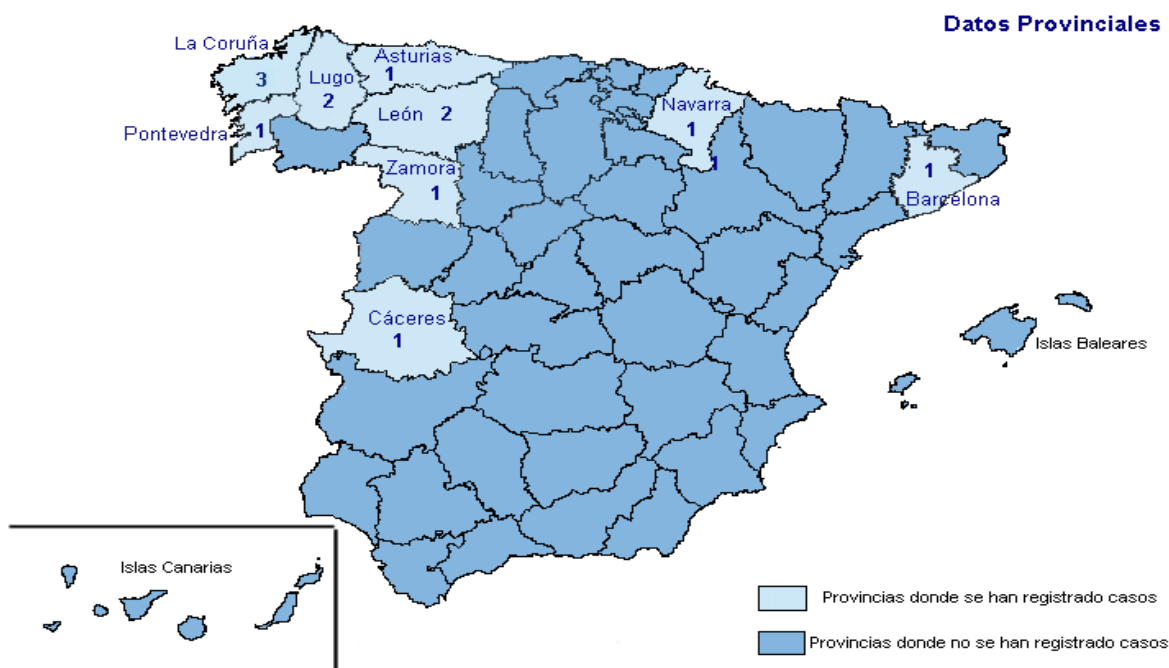 Datos Provinciales
La Coruña
3
Lugo
2
Asturias
1
León 2
Pontevedra
1
Zamora
1
Navarra
1
1
1
Barcelona
Cáceres
1
Islas Baleares
Islas Canarias
Provincias donde se han registrado casos
Provincias donde no se han registrado casos